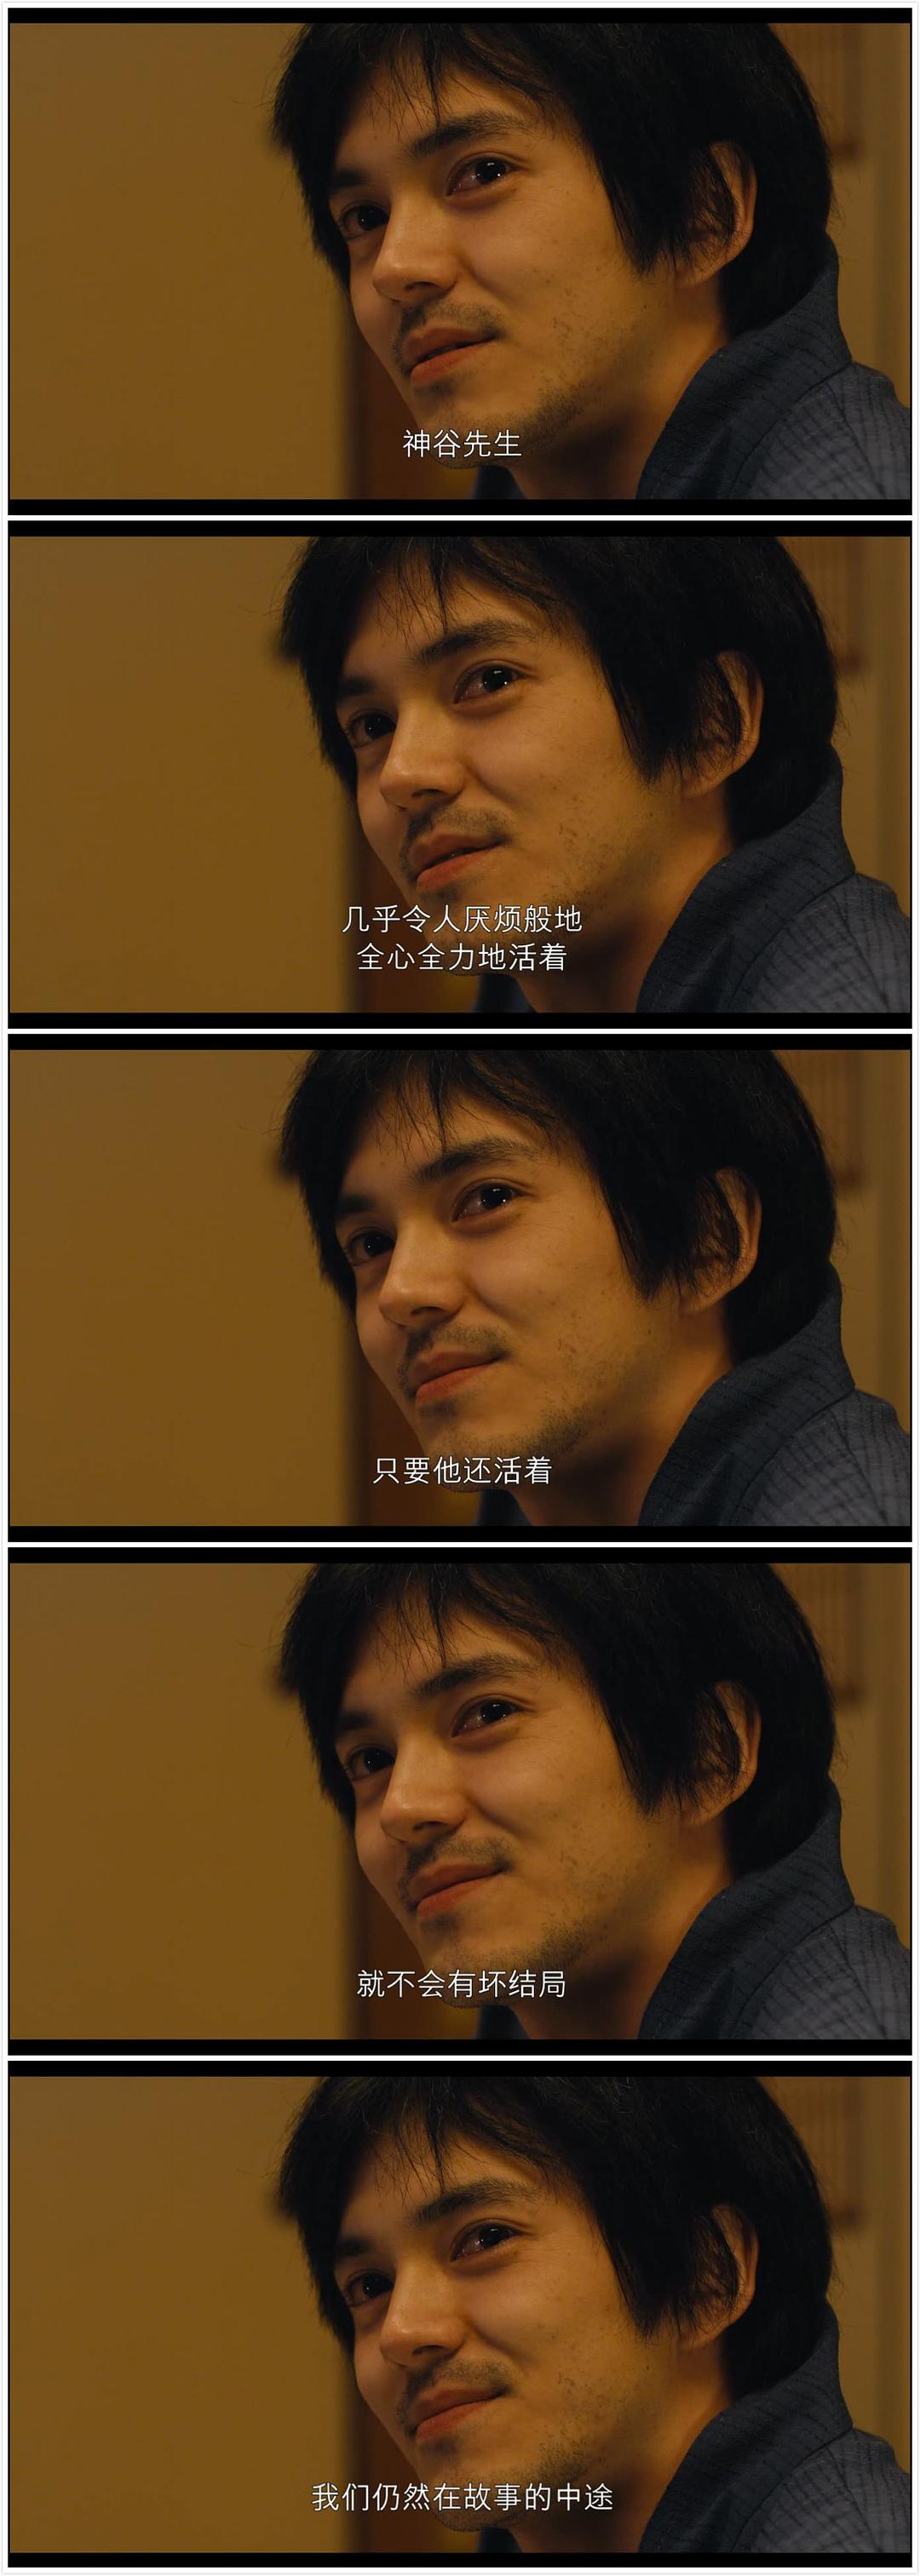 神谷先生
几乎令人厌烦般地
全心全力地活着
只要他还活着
就不会有坏结局
我们仍然在故事的中途